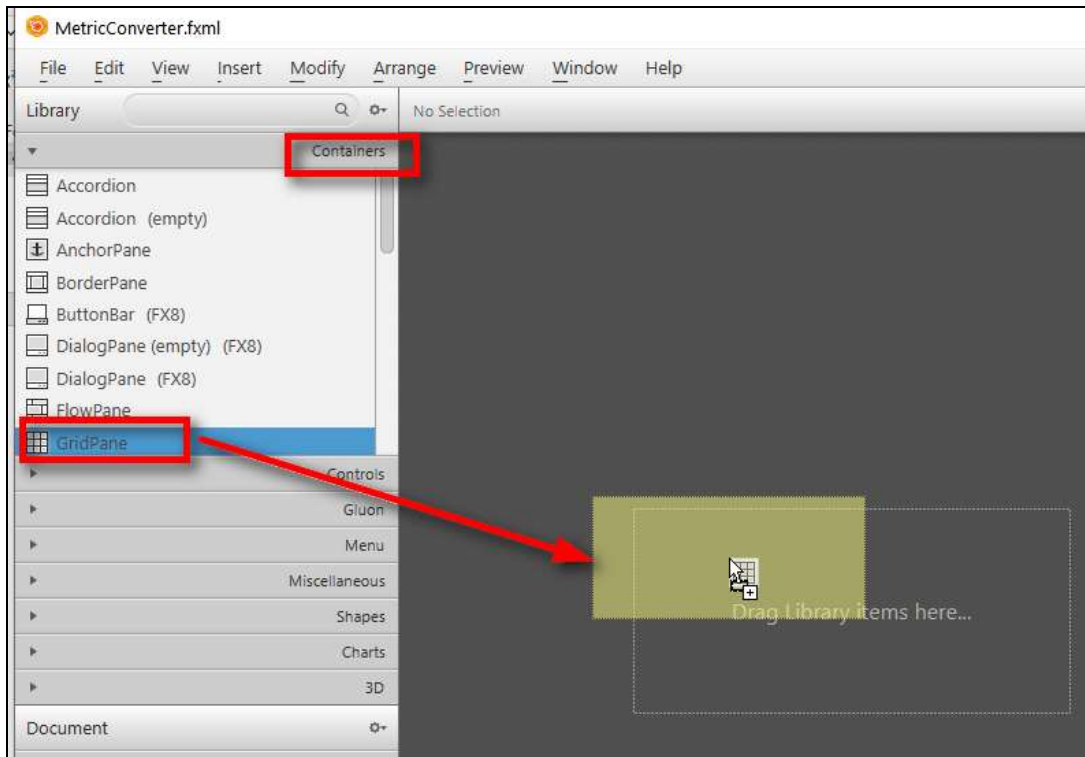 MetricConverter.fxml
File Edit View Insert Modify Arrange Preview Window Help
Library
No Selection
Containers
Accordion
Accordion (empty)
AnchorPane
BorderPane
ButtonBar (FX8)
DialogPane (empty) (FX8)
DialogPane (FX8)
FlowPane
GridPane
Controls
Gluon
Menu
Miscellaneous
Shapes
Charts
3D
Drag Library items here...
Document